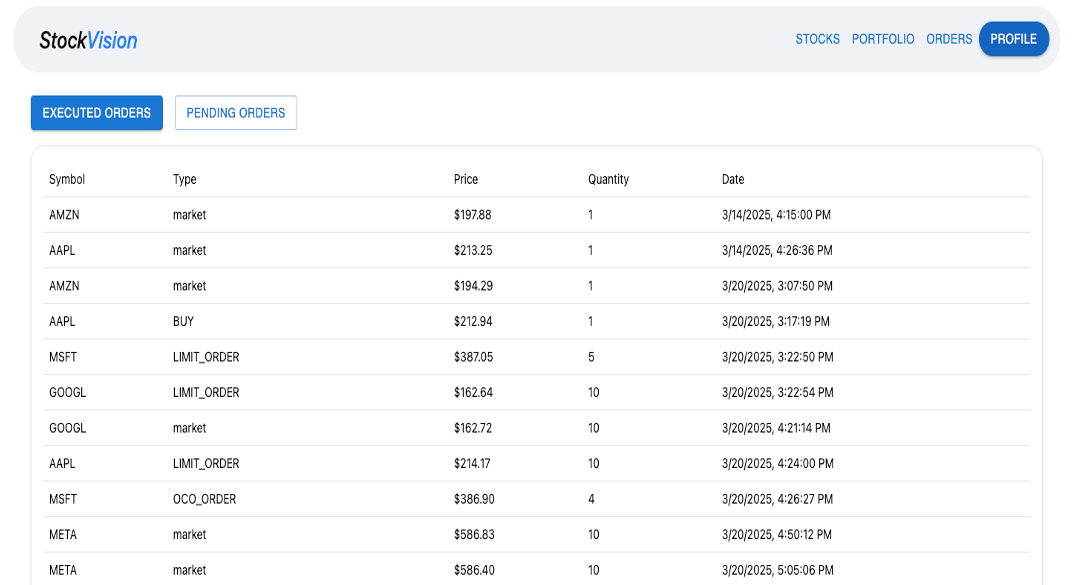 StockVision STOCKS PORTFOLIO ORDERS PROFILE
EXECUTED ORDERS PENDING ORDERS
Symbol Type Price Quantity Date
AMZN market $197.88 1 3/14/2025, 4:15:00 PM
AAPL market $213.25 1 3/14/2025, 4:26:36 PM
AMZN market $194.29 1 3/20/2025, 3:07:50 PM
AAPL BUY $212.94 1 3/20/2025, 3:17:19 PM
MSFT LIMIT_ORDER $387.05 5 3/20/2025, 3:22:50 PM
GOOGL LIMIT_ORDER $162.64 10 3/20/2025, 3:22:54 PM
GOOGL market $162.72 10 3/20/2025, 4:21:14 PM
AAPL LIMIT_ORDER $214.17 10 3/20/2025, 4:24:00 PM
MSFT OCO_ORDER $386.90 4 3/20/2025, 4:26:27 PM
META market $586.83 10 3/20/2025, 4:50:12 PM
META market $586.40 10 3/20/2025, 5:05:06 PM